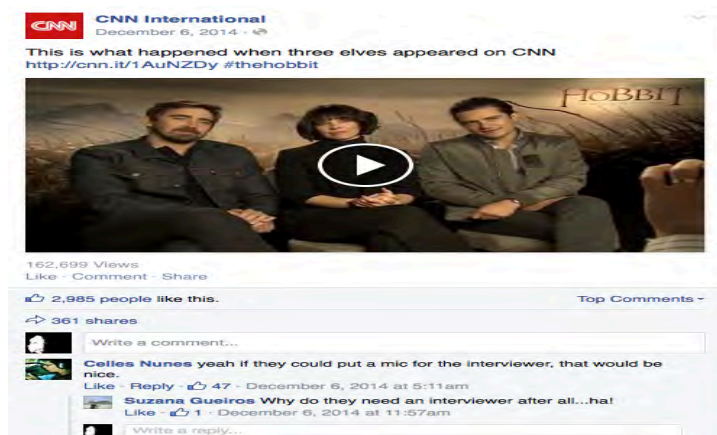 CNN
CNN International
December 6, 2014 ·
This is what happened when three elves appeared on CNN
http://cnn.it/1AuNZDy #thehobbit
HOBBIT
162,699 Views
Like · Comment · Share
2,985 people like this.
Top Comments
361 shares
Write a comment...
Celles Nunes yeah if they could put a mic for the interviewer, that would be
nice.
Like · Reply · 47 · December 6, 2014 at 5:11am
Suzana Gueiros Why do they need an interviewer after all...ha!
Like · 1 · December 6, 2014 at 11:57am
Write a reply...